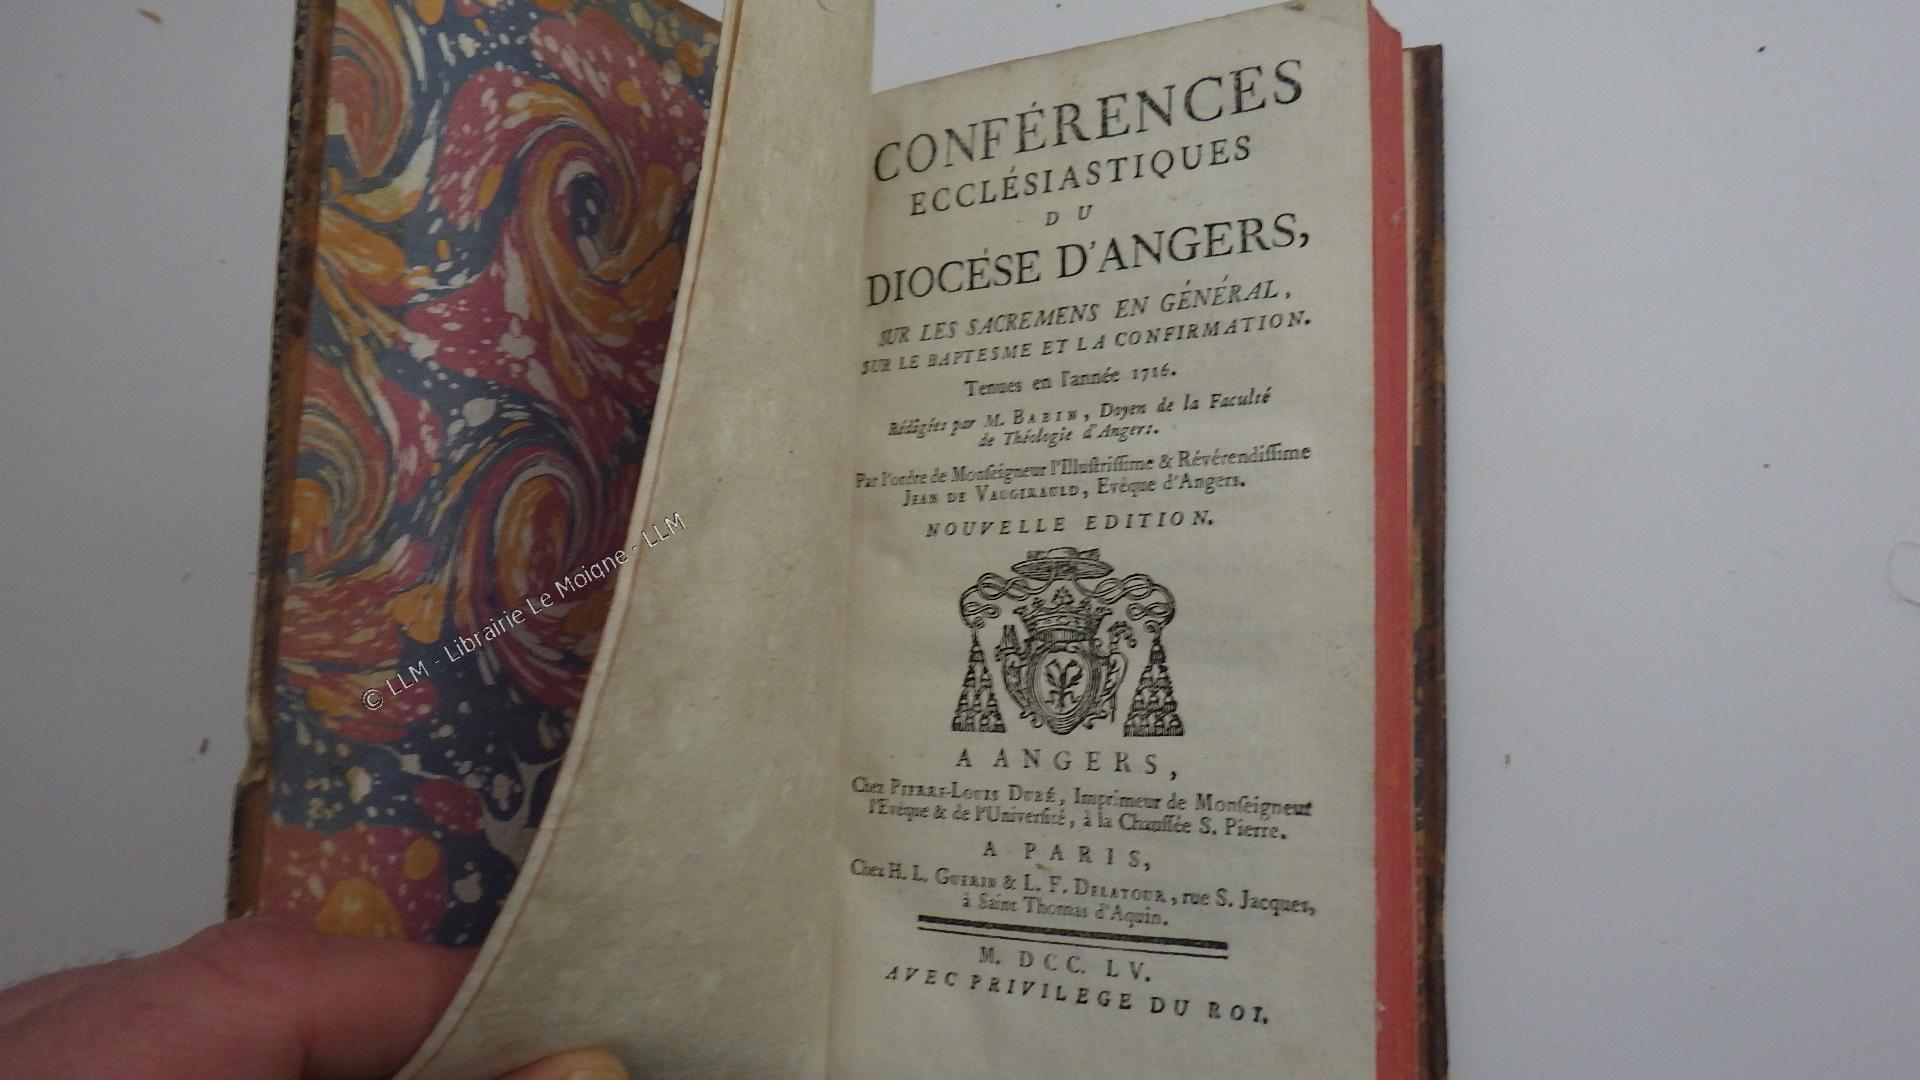 CONFÉRENCES
ECCLÉSIASTIQUES
DU
DIOCÉSE D'ANGERS,
SUR LES SACREMENS EN GÉNÉRAL,
SUR LE BAPTESME ET LA CONFIRMATION.
Tenues en l'année 1716.
Rédigées par M. BABIN, Doyen de la Faculté
de Théologie d'Angers.
Par l'ordre de Monseigneur l'Illustrissime & Révérendissime
JEAN DE VAUGIRAULD, Evêque d'Angers.
NOUVELLE EDITION.
A ANGERS,
Chez PIERRE-LOUIS DUBÉ, Imprimeur de Monseigneur
l'Evêque & de l'Université, à la Chaussée S. Pierre.
A PARIS,
Chez H. L. GUERIN & L. F. DELATOUR, rue S. Jacques,
à Saint Thomas d'Aquin.
M. DCC. LV.
AVEC PRIVILEGE DU ROI.
© LLM - Librairie Le Moigne - LLM